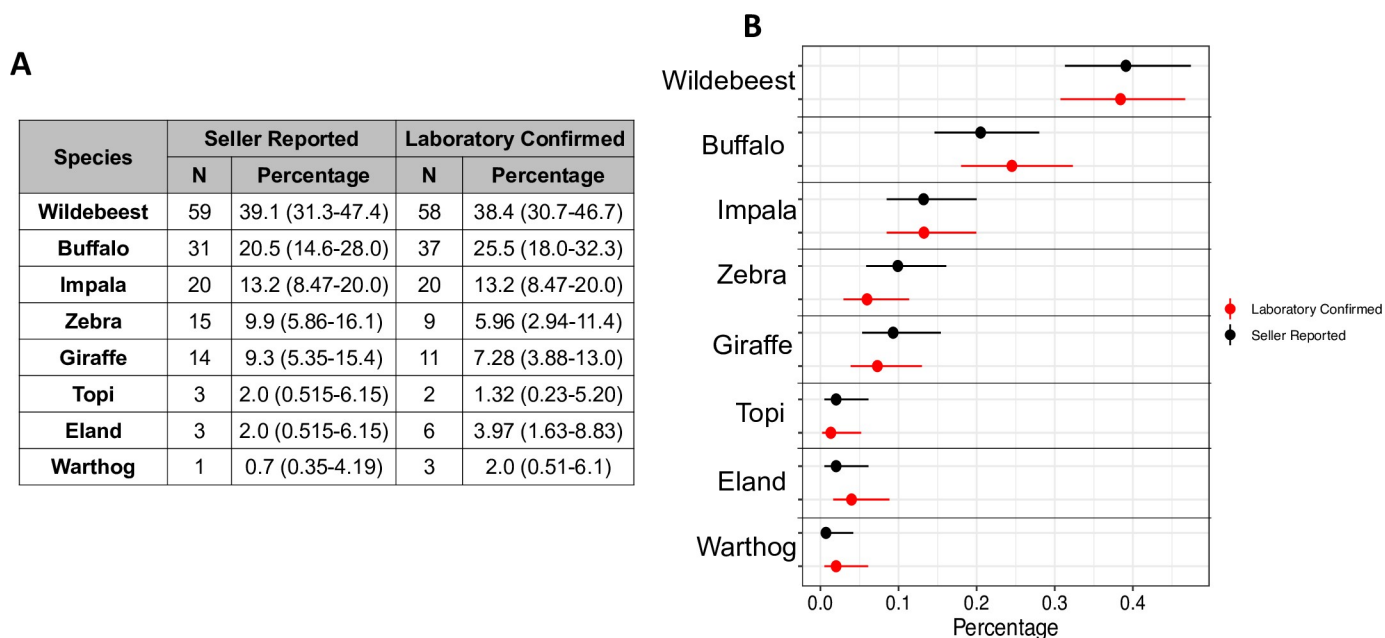 A
Species Seller Reported Laboratory Confirmed
N Percentage N Percentage
Wildebeest 59 39.1 (31.3-47.4) 58 38.4 (30.7-46.7)
Buffalo 31 20.5 (14.6-28.0) 37 25.5 (18.0-32.3)
Impala 20 13.2 (8.47-20.0) 20 13.2 (8.47-20.0)
Zebra 15 9.9 (5.86-16.1) 9 5.96 (2.94-11.4)
Giraffe 14 9.3 (5.35-15.4) 11 7.28 (3.88-13.0)
Topi 3 2.0 (0.515-6.15) 2 1.32 (0.23-5.20)
Eland 3 2.0 (0.515-6.15) 6 3.97 (1.63-8.83)
Warthog 1 0.7 (0.35-4.19) 3 2.0 (0.51-6.1)
B
Wildebeest
Buffalo
Impala
Zebra
Giraffe
Topi
Eland
Warthog
0.0 0.1 0.2 0.3 0.4
Percentage
Laboratory Confirmed
Seller Reported